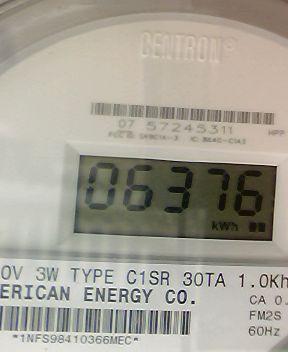 CENTRON®
07 57245311
HPP
06376
kWh
0V 3W TYPE C1SR 30TA 1.0Kh
ERICAN ENERGY CO.
CA 0.
FM2S
60Hz
*1NFS98410366MEC*